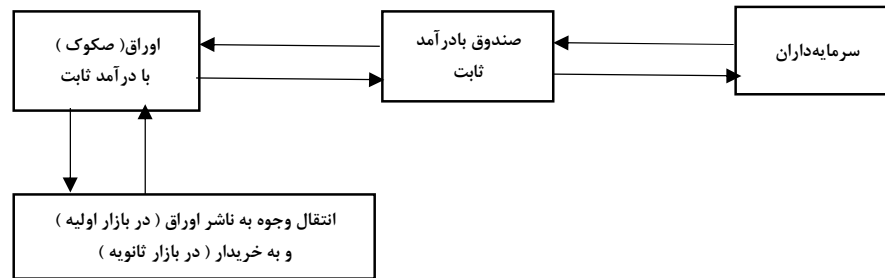 سرمایه‌داران
صندوق بادرآمد
ثابت
اوراق( صکوک )
با درآمد ثابت
انتقال وجوه به ناشر اوراق ( در بازار اولیه )
و به خریدار ( در بازار ثانویه )